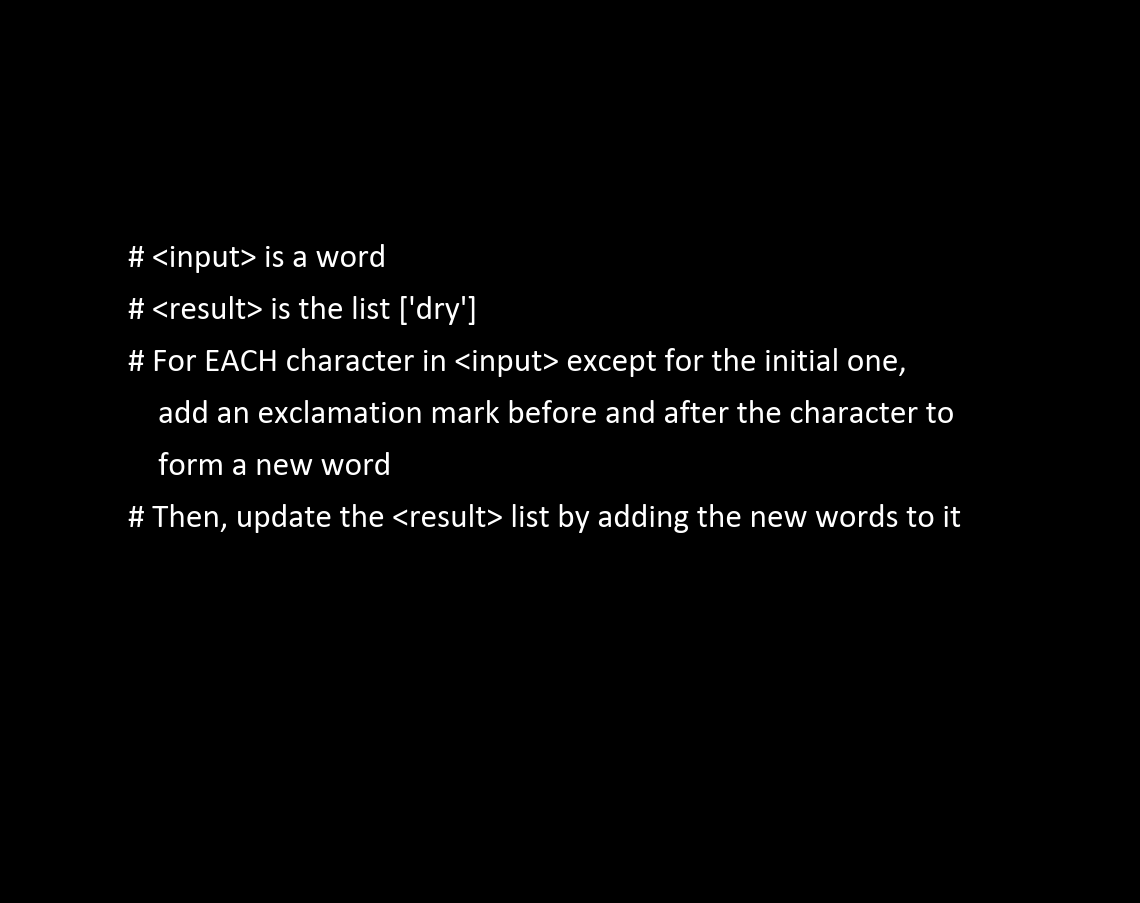 # <input> is a word
# <result> is the list ['dry']
# For EACH character in <input> except for the initial one,
add an exclamation mark before and after the character to
form a new word
# Then, update the <result> list by adding the new words to it